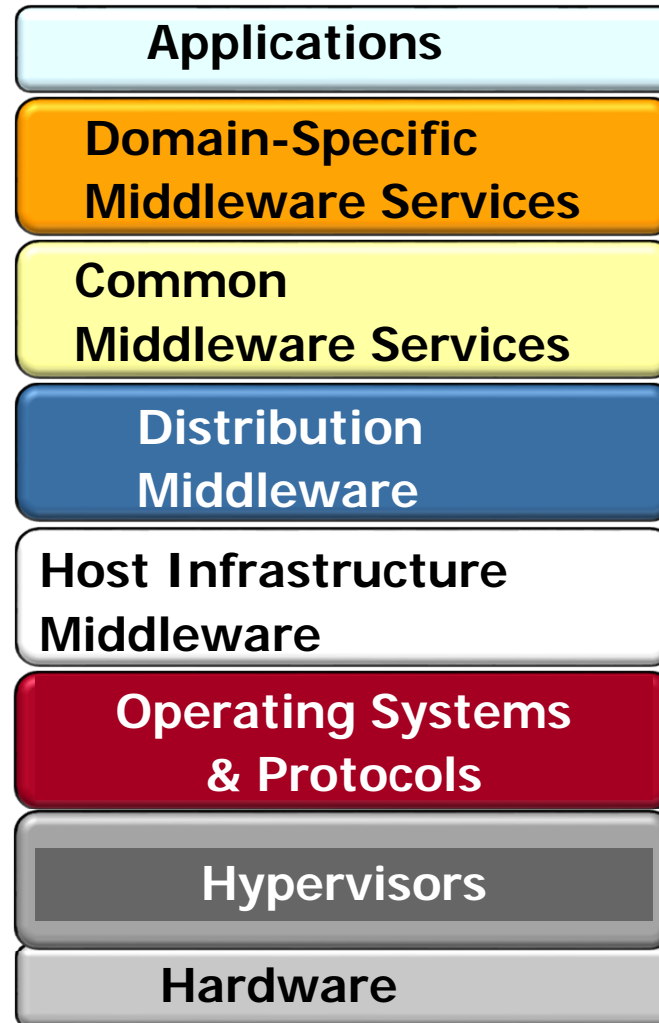 Applications
Domain-Specific
Middleware Services
Common
Middleware Services
Distribution
Middleware
Host Infrastructure
Middleware
Operating Systems
& Protocols
Hypervisors
Hardware